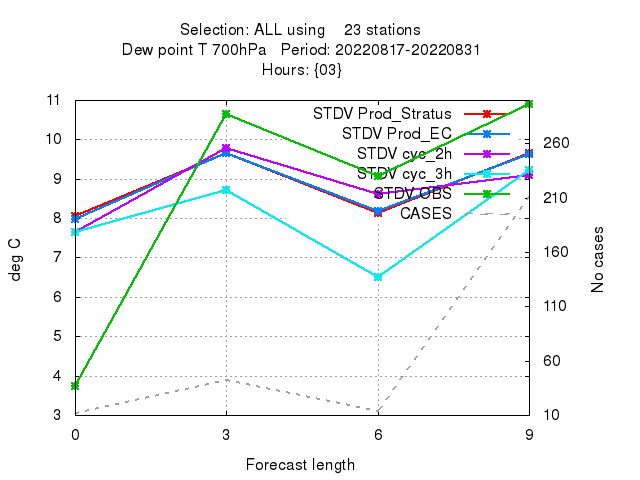 Selection: ALL using    23 stations
Dew point T 700hPa   Period: 20220817-20220831
Hours: {03}
STDV Prod_Stratus
STDV Prod_EC
STDV cyc_2h
STDV cyc_3h
STDV OBS
CASES
11
10
9
8
7
6
5
4
3
deg C
260
210
160
110
60
10
No cases
0 3 6 9
Forecast length